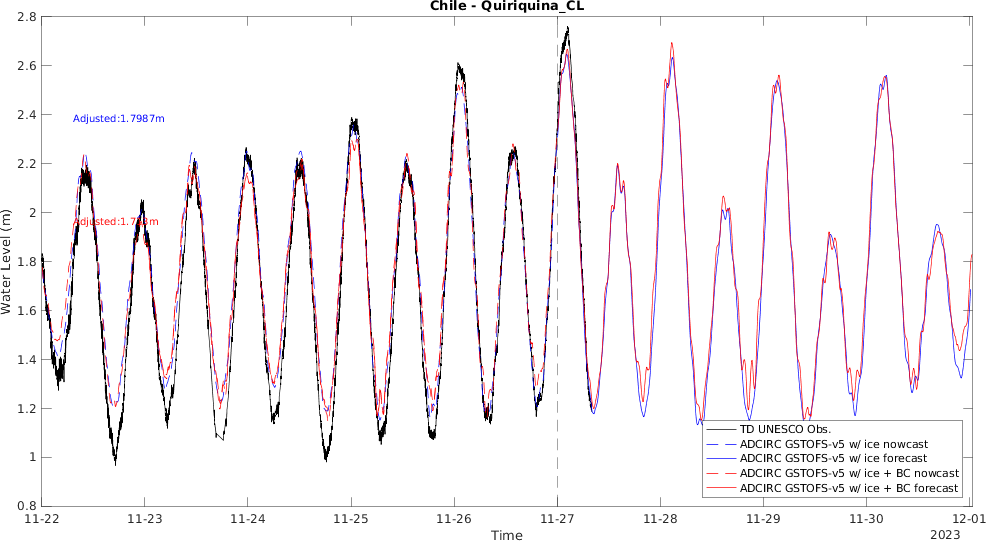 Chile - Quiriquina_CL
Water Level (m)
2.8
2.6
2.4
2.2
2
1.8
1.6
1.4
1.2
1
0.8
Adjusted:1.7987m
TD UNESCO Obs.
ADCIRC GSTOFS-v5 w/ ice nowcast
ADCIRC GSTOFS-v5 w/ ice forecast
ADCIRC GSTOFS-v5 w/ ice + BC nowcast
ADCIRC GSTOFS-v5 w/ ice + BC forecast
11-22 11-23 11-24 11-25 11-26 11-27 11-28 11-29 11-30 12-01
Time
2023